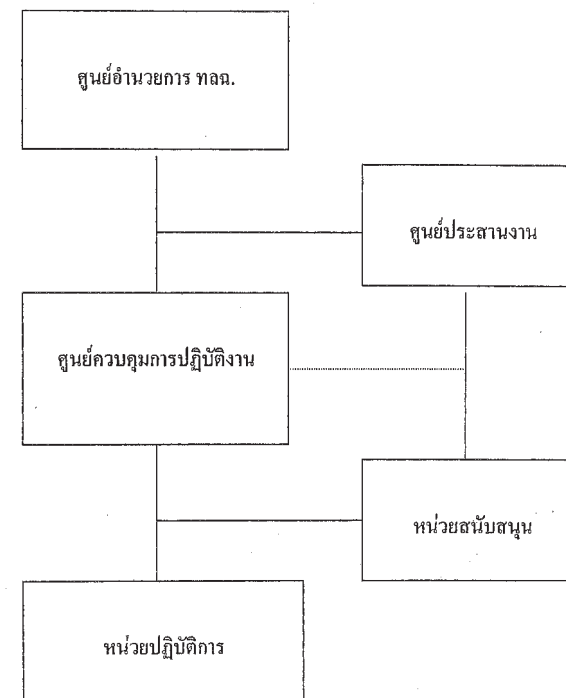 ศูนย์อำนวยการ ทลฉ.
ศูนย์ประสานงาน
ศูนย์ควบคุมการปฏิบัติงาน
หน่วยสนับสนุน
หน่วยปฏิบัติการ